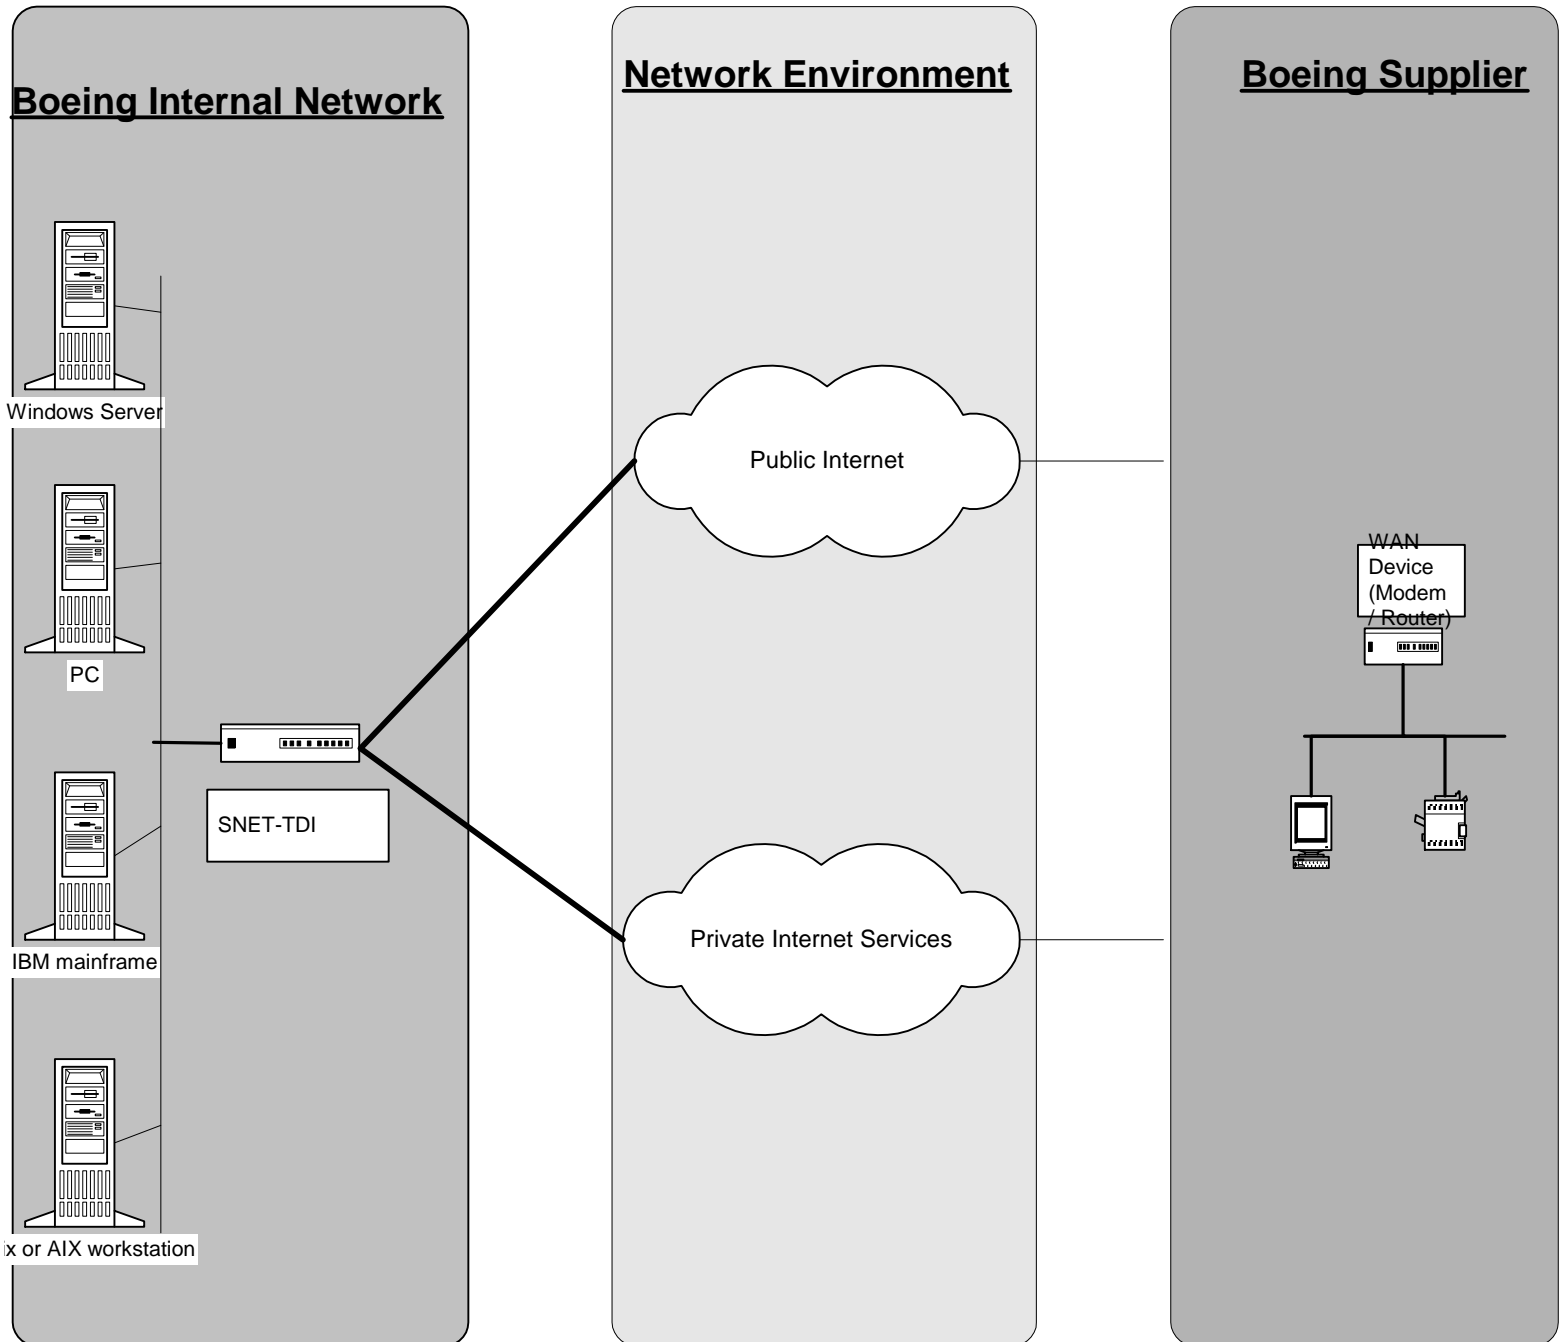 Boeing Internal Network
Network Environment
Boeing Supplier
Windows Server
PC
IBM mainframe
ix or AIX workstation
SNET-TDI
Public Internet
Private Internet Services
WAN
Device
(Modem
/ Router)